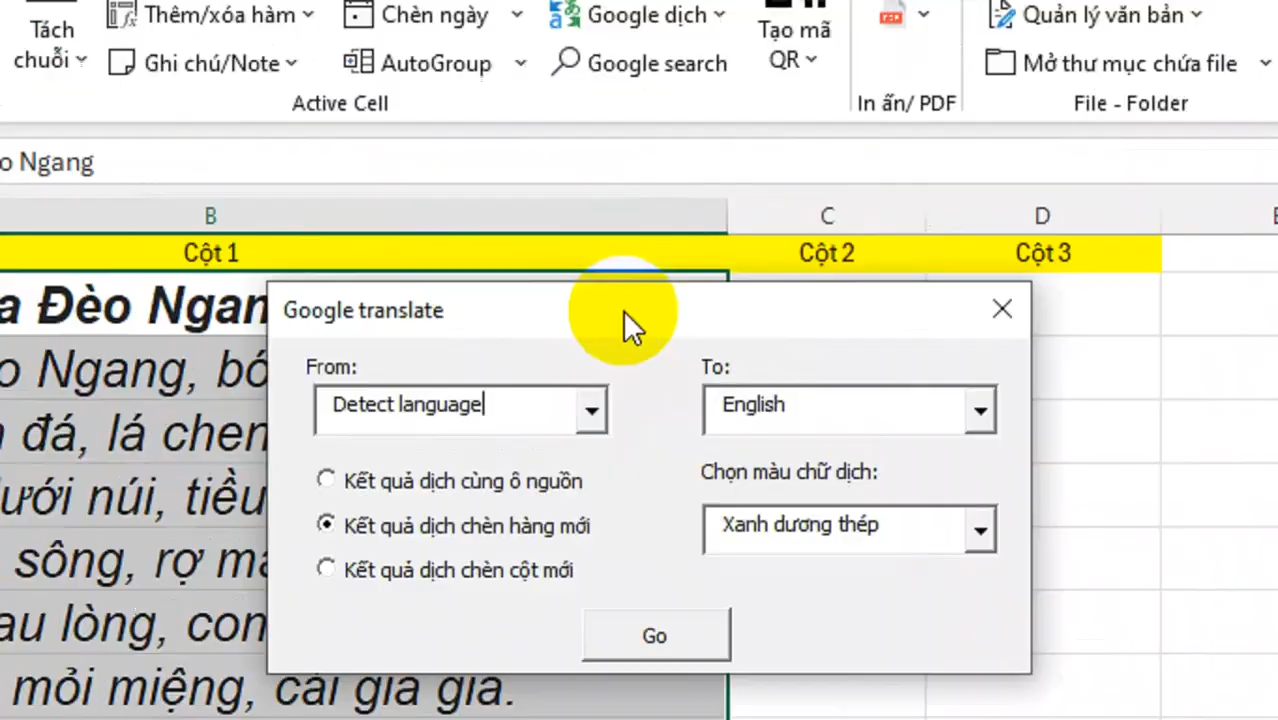 Tách
chuỗi
Thêm/xóa hàm
Ghi chú/Note
Chèn ngày
AutoGroup
Google dịch
Google search
Tạo mã
QR
Quản lý văn bản
Mở thư mục chứa file
Active Cell
In ấn/ PDF
File - Folder
Ngang
B
C
D
Cột 1
Cột 2
Cột 3
Đèo Ngan
Google translate
Ngang, bó
đá, lá chen
From:
To:
Detect language
English
núi, tiều
Kết quả dịch cùng ô nguồn
Chọn màu chữ dịch:
Kết quả dịch chèn hàng mới
Xanh dương thép
sông, rợ
Kết quả dịch chèn cột mới
lòng, con
Go
mỏi miệng, cái gia gia.